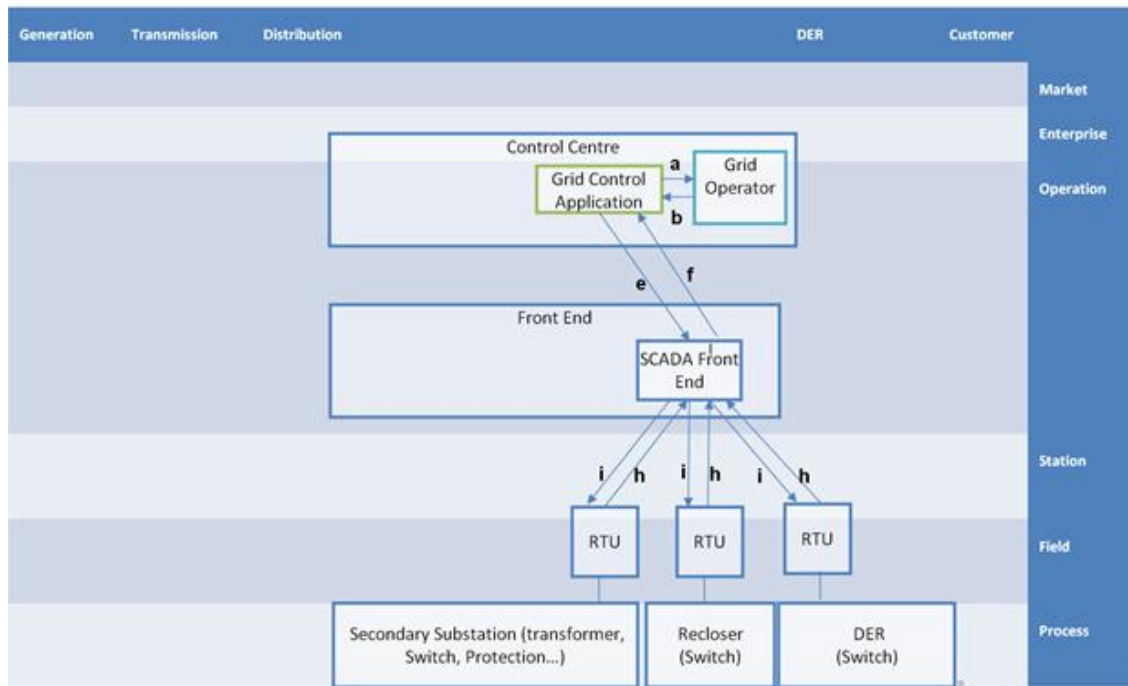 Generation Transmission Distribution DER Customer
Market
Enterprise
Control Centre
a
Grid Control
Application
Grid
Operator
b
Operation
e
f
Front End
SCADA Front
End
Station
i h i h i h
RTU RTU RTU
Field
Secondary Substation (transformer,
Switch, Protection...)
Recloser
(Switch)
DER
(Switch)
Process